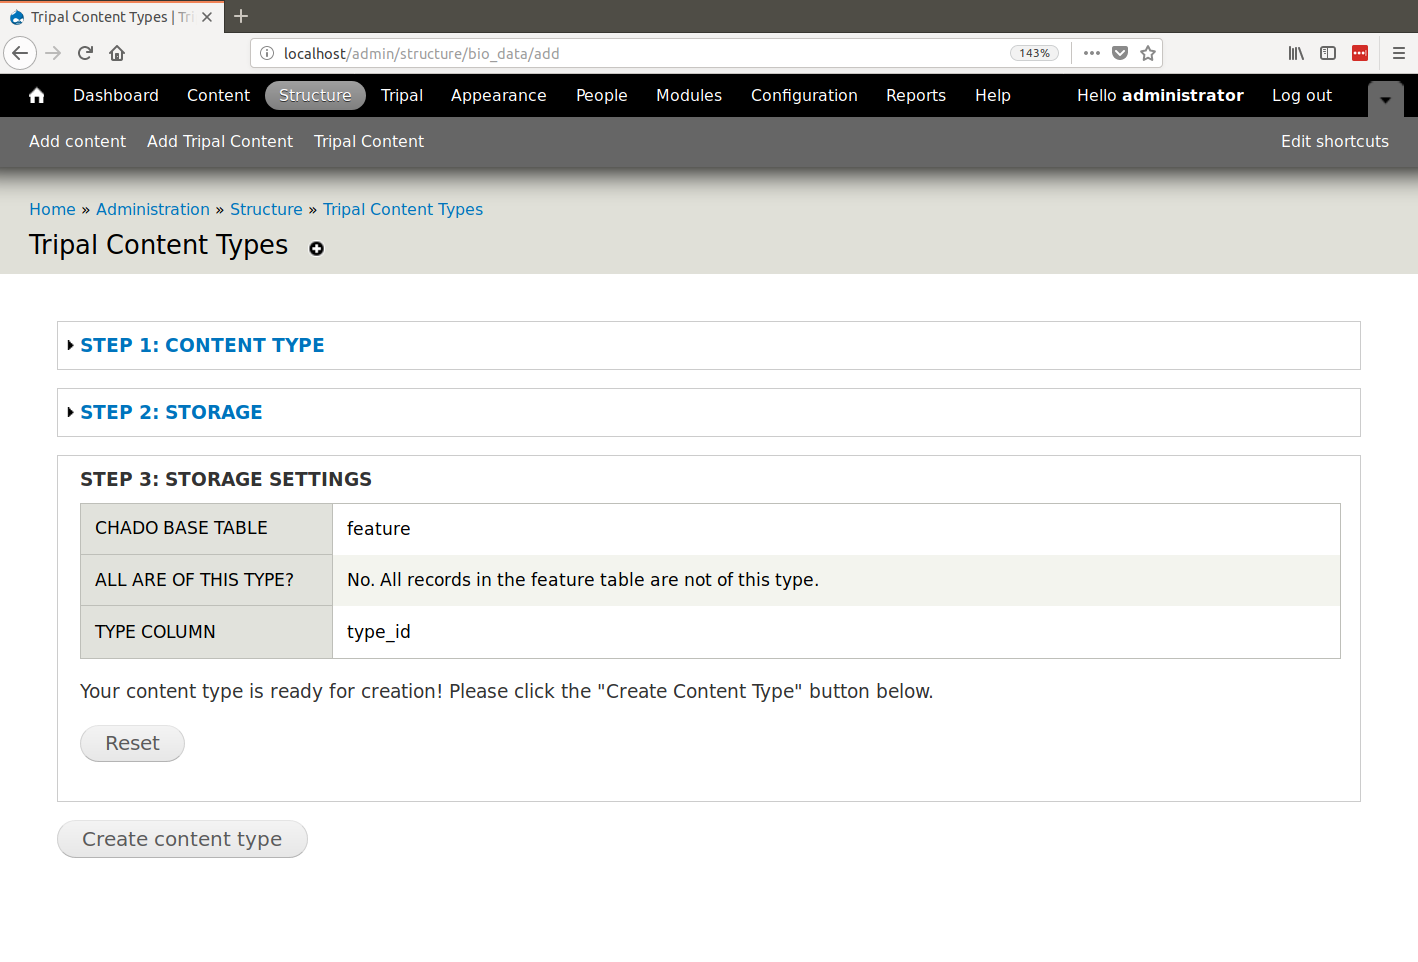 Tripal Content Types | Tri
localhost/admin/structure/bio_data/add 143%
Dashboard Content Structure Tripal Appearance People Modules Configuration Reports Help Hello administrator Log out
Add content Add Tripal Content Tripal Content Edit shortcuts
Home » Administration » Structure » Tripal Content Types
Tripal Content Types
STEP 1: CONTENT TYPE
STEP 2: STORAGE
STEP 3: STORAGE SETTINGS
CHADO BASE TABLE feature
ALL ARE OF THIS TYPE? No. All records in the feature table are not of this type.
TYPE COLUMN type_id
Your content type is ready for creation! Please click the "Create Content Type" button below.
Reset
Create content type